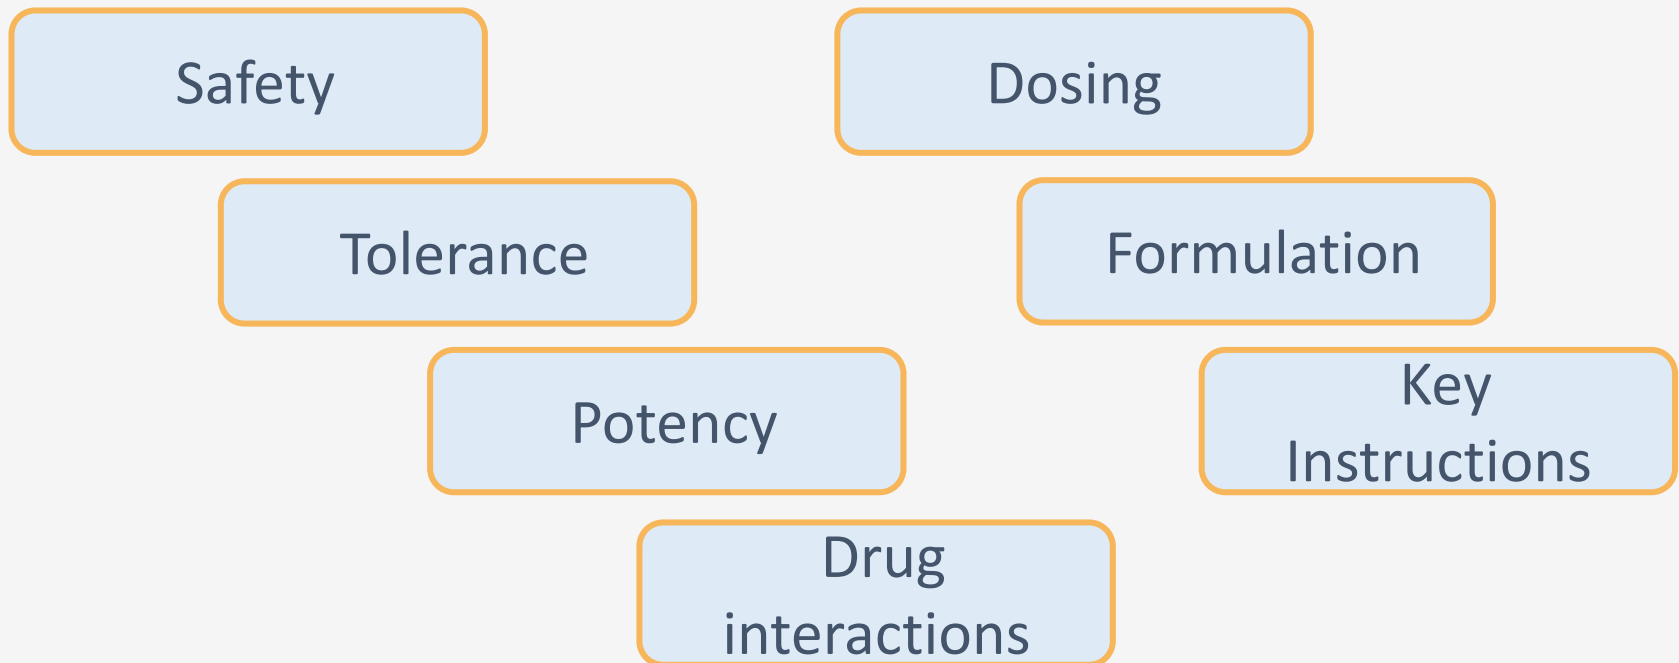 Safety
Dosing
Tolerance
Formulation
Potency
Key
Instructions
Drug
interactions